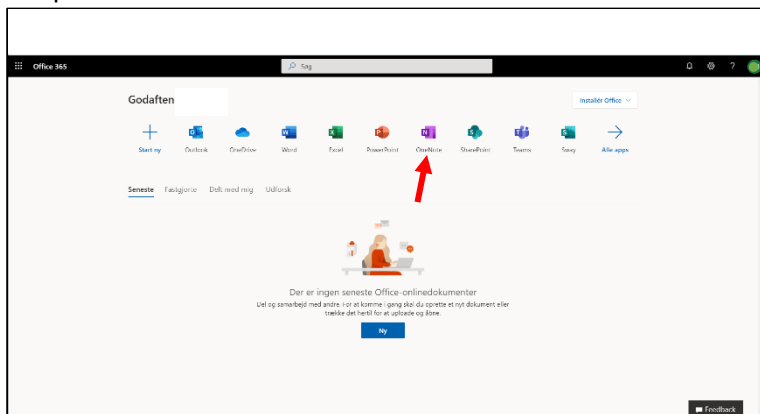 Office 365
Søg
Godaften
Installér Office
Start ny Outlook OneDrive Word Excel PowerPoint OneNote SharePoint Teams Sway Alle apps
Seneste Fastgjorte Delt med mig Udforsk
Der er ingen seneste Office-onlinedokumenter
Del og samarbejd med andre. For at komme i gang skal du oprette et nyt dokument eller
trække det hertil for at uploade og åbne.
Ny
Feedback